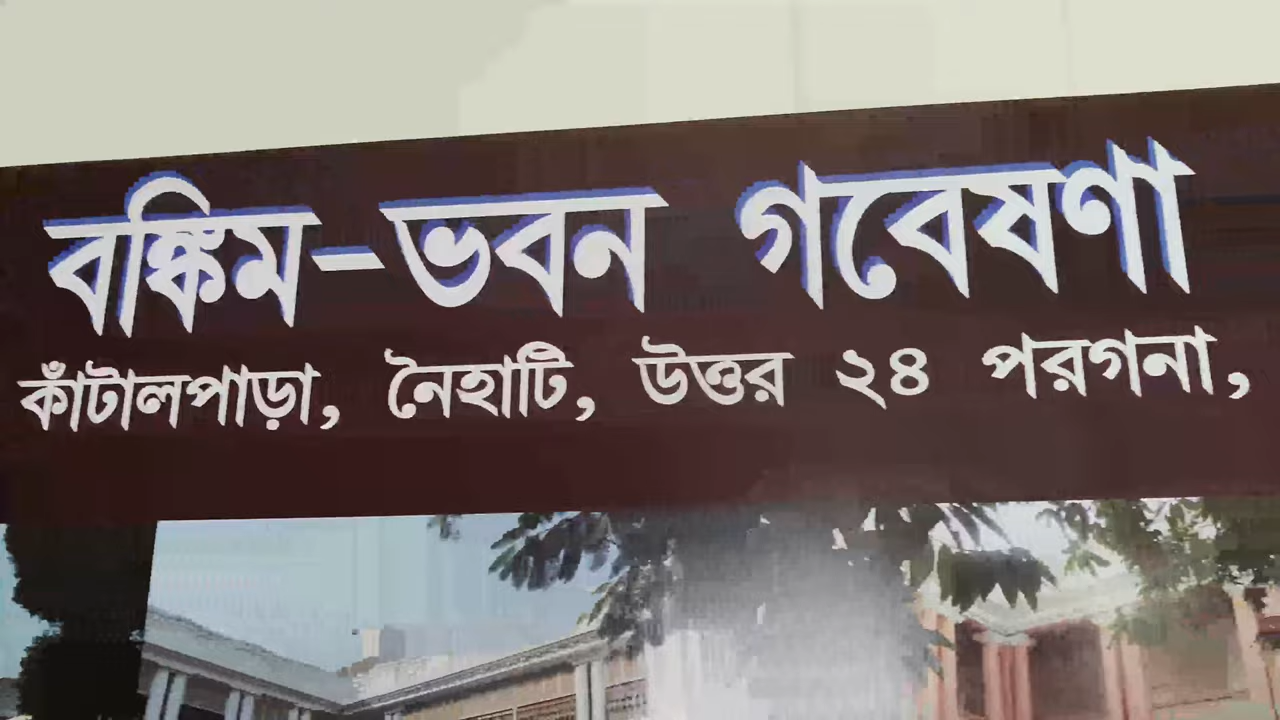 বঙ্কিম-ভবন গবেষণা
কাঁটালপাড়া, নৈহাটি, উত্তর ২৪ পরগনা,